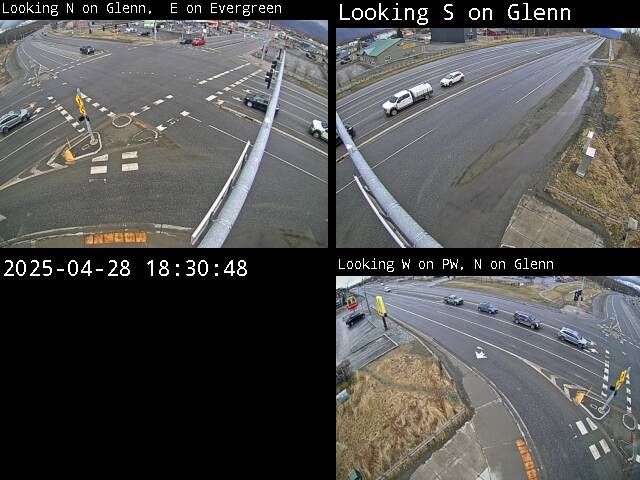 Looking N on Glenn,  E on Evergreen
Looking S on Glenn
2025-04-28 18:30:48
Looking W on PW, N on Glenn